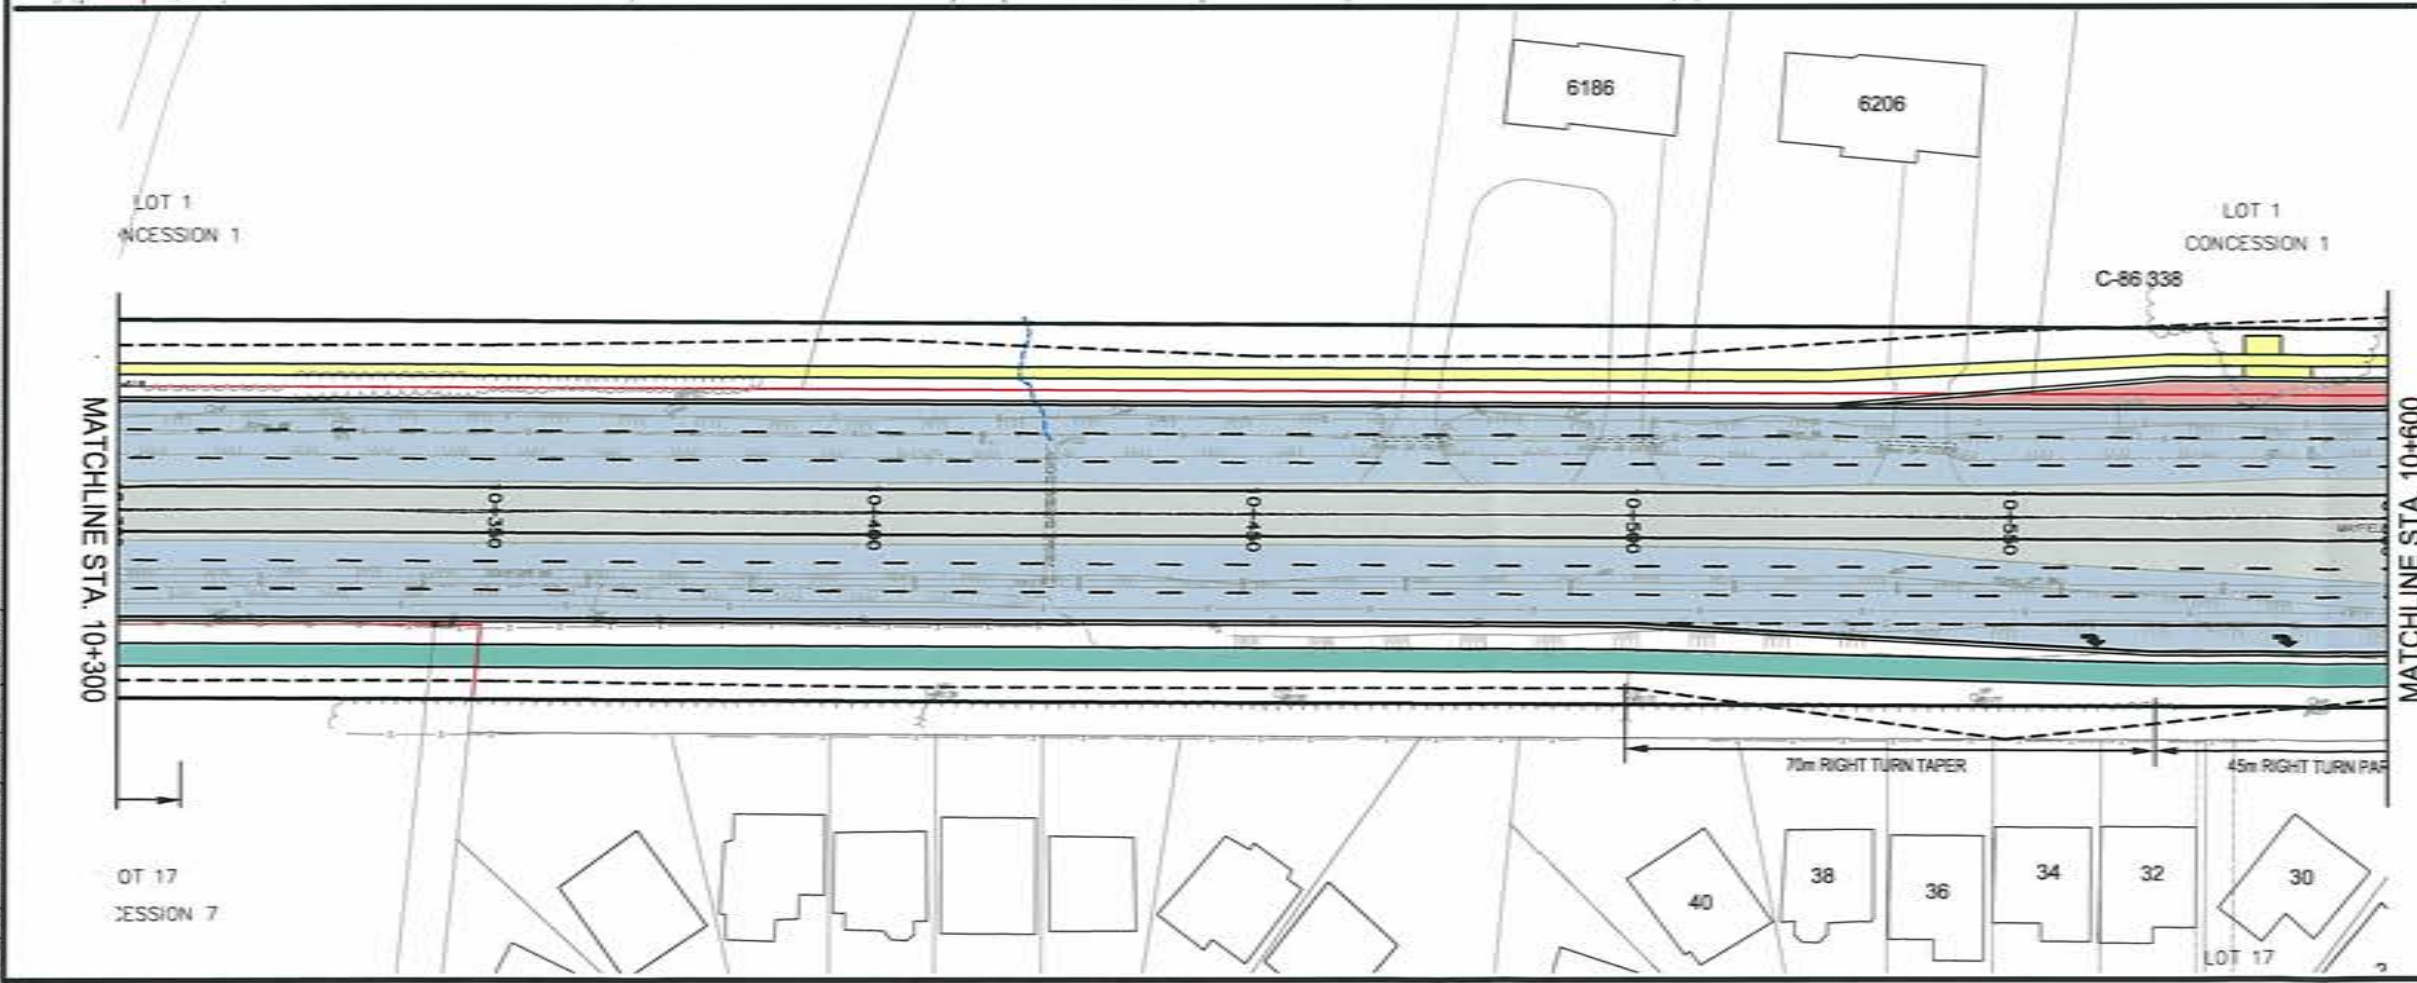 6186
6206
LOT 1
NCESSION 1
LOT 1
CONCESSION 1
C-86 338
MATCHLINE STA. 10+300
MATCHLINE STA. 10+600
10+350
0+400
0+450
0+500
0+550
70m RIGHT TURN TAPER
45m RIGHT TURN PAR
OT 17
CESSION 7
40
38
36
34
32
30
LOT 17